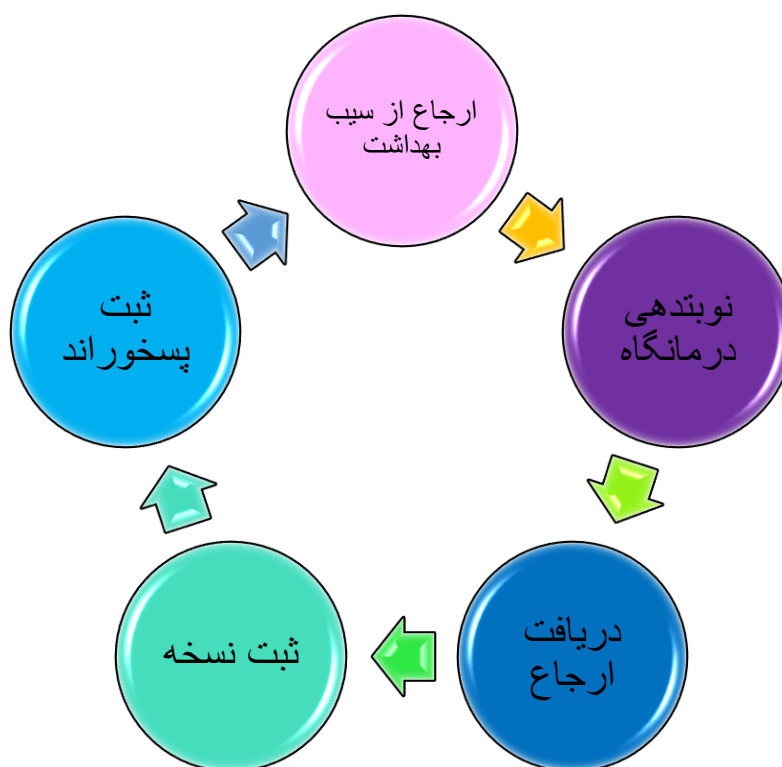 ارجاع از سیب
بهداشت
نوبتدهی
درمانگاه
دریافت
ارجاع
ثبت نسخه
ثبت
پسخوراند